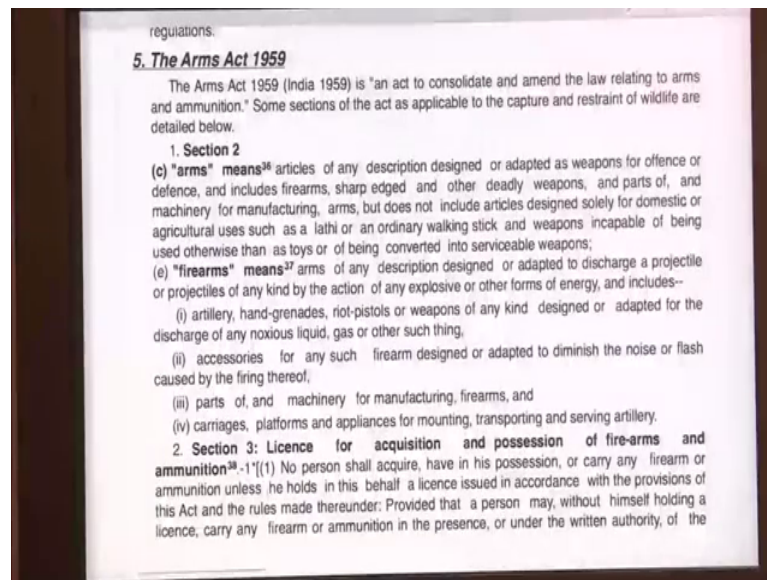 regulations.
5. The Arms Act 1959
The Arms Act 1959 (India 1959) is "an act to consolidate and amend the law relating to arms
and ammunition." Some sections of the act as applicable to the capture and restraint of wildlife are
detailed below.
1. Section 2
(c) "arms" means³⁶ articles of any description designed or adapted as weapons for offence or
defence, and includes firearms, sharp edged and other deadly weapons, and parts of, and
machinery for manufacturing, arms, but does not include articles designed solely for domestic or
agricultural uses such as a lathi or an ordinary walking stick and weapons incapable of being
used otherwise than as toys or of being converted into serviceable weapons;
(e) "firearms" means³⁷ arms of any description designed or adapted to discharge a projectile
or projectiles of any kind by the action of any explosive or other forms of energy, and includes--
(i) artillery, hand-grenades, riot-pistols or weapons of any kind designed or adapted for the
discharge of any noxious liquid, gas or other such thing,
(ii) accessories for any such firearm designed or adapted to diminish the noise or flash
caused by the firing thereof,
(iii) parts of, and machinery for manufacturing, firearms, and
(iv) carriages, platforms and appliances for mounting, transporting and serving artillery.
2. Section 3: Licence for acquisition and possession of fire-arms and
ammunition³⁸.-1*[(1) No person shall acquire, have in his possession, or carry any firearm or
ammunition unless he holds in this behalf a licence issued in accordance with the provisions of
this Act and the rules made thereunder: Provided that a person may, without himself holding a
licence, carry any firearm or ammunition in the presence, or under the written authority, of the